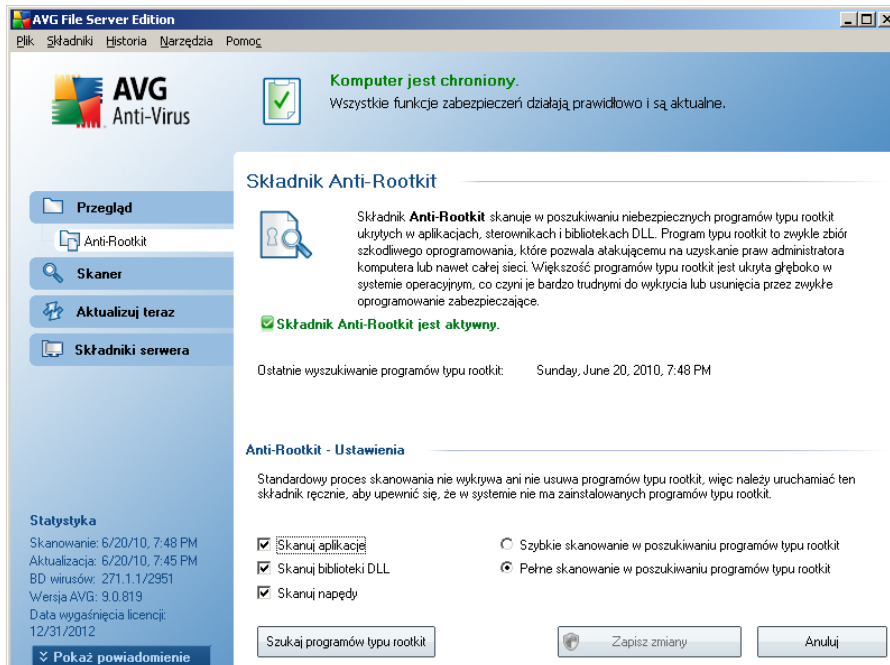 AVG File Server Edition
Plik Składniki Historia Narzędzia Pomoc
AVG
Anti-Virus
Komputer jest chroniony.
Wszystkie funkcje zabezpieczeń działają prawidłowo i są aktualne.
Przegląd
Anti-Rootkit
Skaner
Aktualizuj teraz
Składniki serwera
Składnik Anti-Rootkit
Składnik Anti-Rootkit skanuje w poszukiwaniu niebezpiecznych programów typu rootkit
ukrytych w aplikacjach, sterownikach i bibliotekach DLL. Program typu rootkit to zwykle zbiór
szkodliwego oprogramowania, które pozwala atakującemu na uzyskanie praw administratora
komputera lub nawet całej sieci. Większość programów typu rootkit jest ukryta głęboko w
systemie operacyjnym, co czyni je bardzo trudnymi do wykrycia lub usunięcia przez zwykłe
oprogramowanie zabezpieczające.
Składnik Anti-Rootkit jest aktywny.
Ostatnie wyszukiwanie programów typu rootkit: Sunday, June 20, 2010, 7:48 PM
Anti-Rootkit - Ustawienia
Standardowy proces skanowania nie wykrywa ani nie usuwa programów typu rootkit, więc należy uruchamiać ten
składnik ręcznie, aby upewnić się, że w systemie nie ma zainstalowanych programów typu rootkit.
Skanuj aplikacje
Szybkie skanowanie w poszukiwaniu programów typu rootkit
Skanuj biblioteki DLL
Pełne skanowanie w poszukiwaniu programów typu rootkit
Skanuj napędy
Szukaj programów typu rootkit
Zapisz zmiany
Anuluj
Statystyka
Skanowanie: 6/20/10, 7:48 PM
Aktualizacja: 6/20/10, 7:45 PM
BD wirusów: 271.1.1/2951
Wersja AVG: 9.0.819
Data wygaśnięcia licencji:
12/31/2012
Pokaż powiadomienie